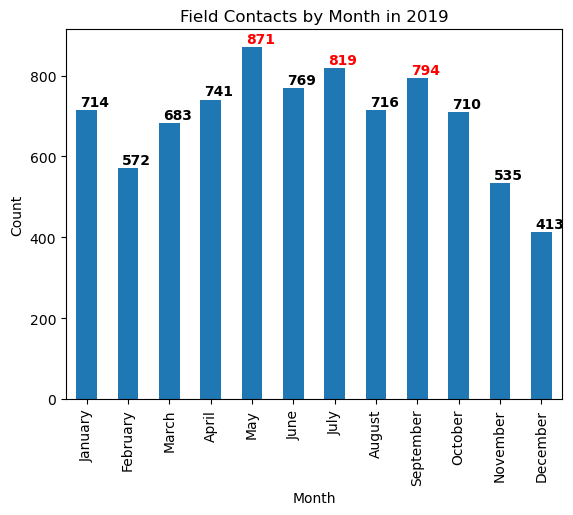 Field Contacts by Month in 2019
871
819
794
769
741
714
716
710
683
572
535
413
800
600
400
200
0
Count
January
February
March
April
May
June
July
August
September
October
November
December
Month